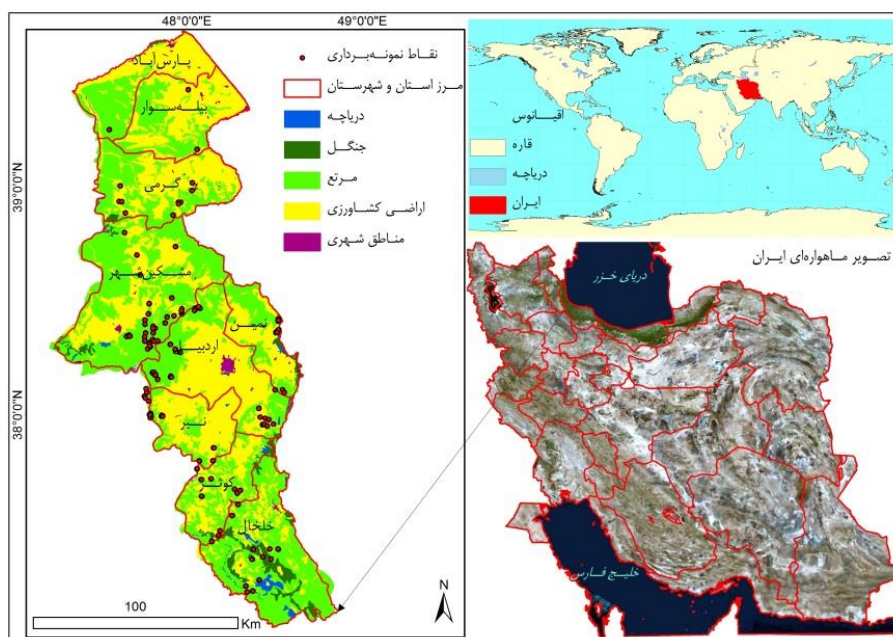 48°0'0"E
49°0'0"E
39°0'0"N
38°0'0"N
پارس‌آباد
بیله‌سوار
گرمی
مشکین‌شهر
نمین
اردبیل
نیر
کوثر
خلخال
نقاط نمونه‌برداری
مرز استان و شهرستان
دریاچه
جنگل
مرتع
اراضی کشاورزی
مناطق شهری
100
Km
N
اقیانوس
قاره
دریاچه
ایران
تصویر ماهواره‌ای ایران
دریای خزر
خلیج فارس